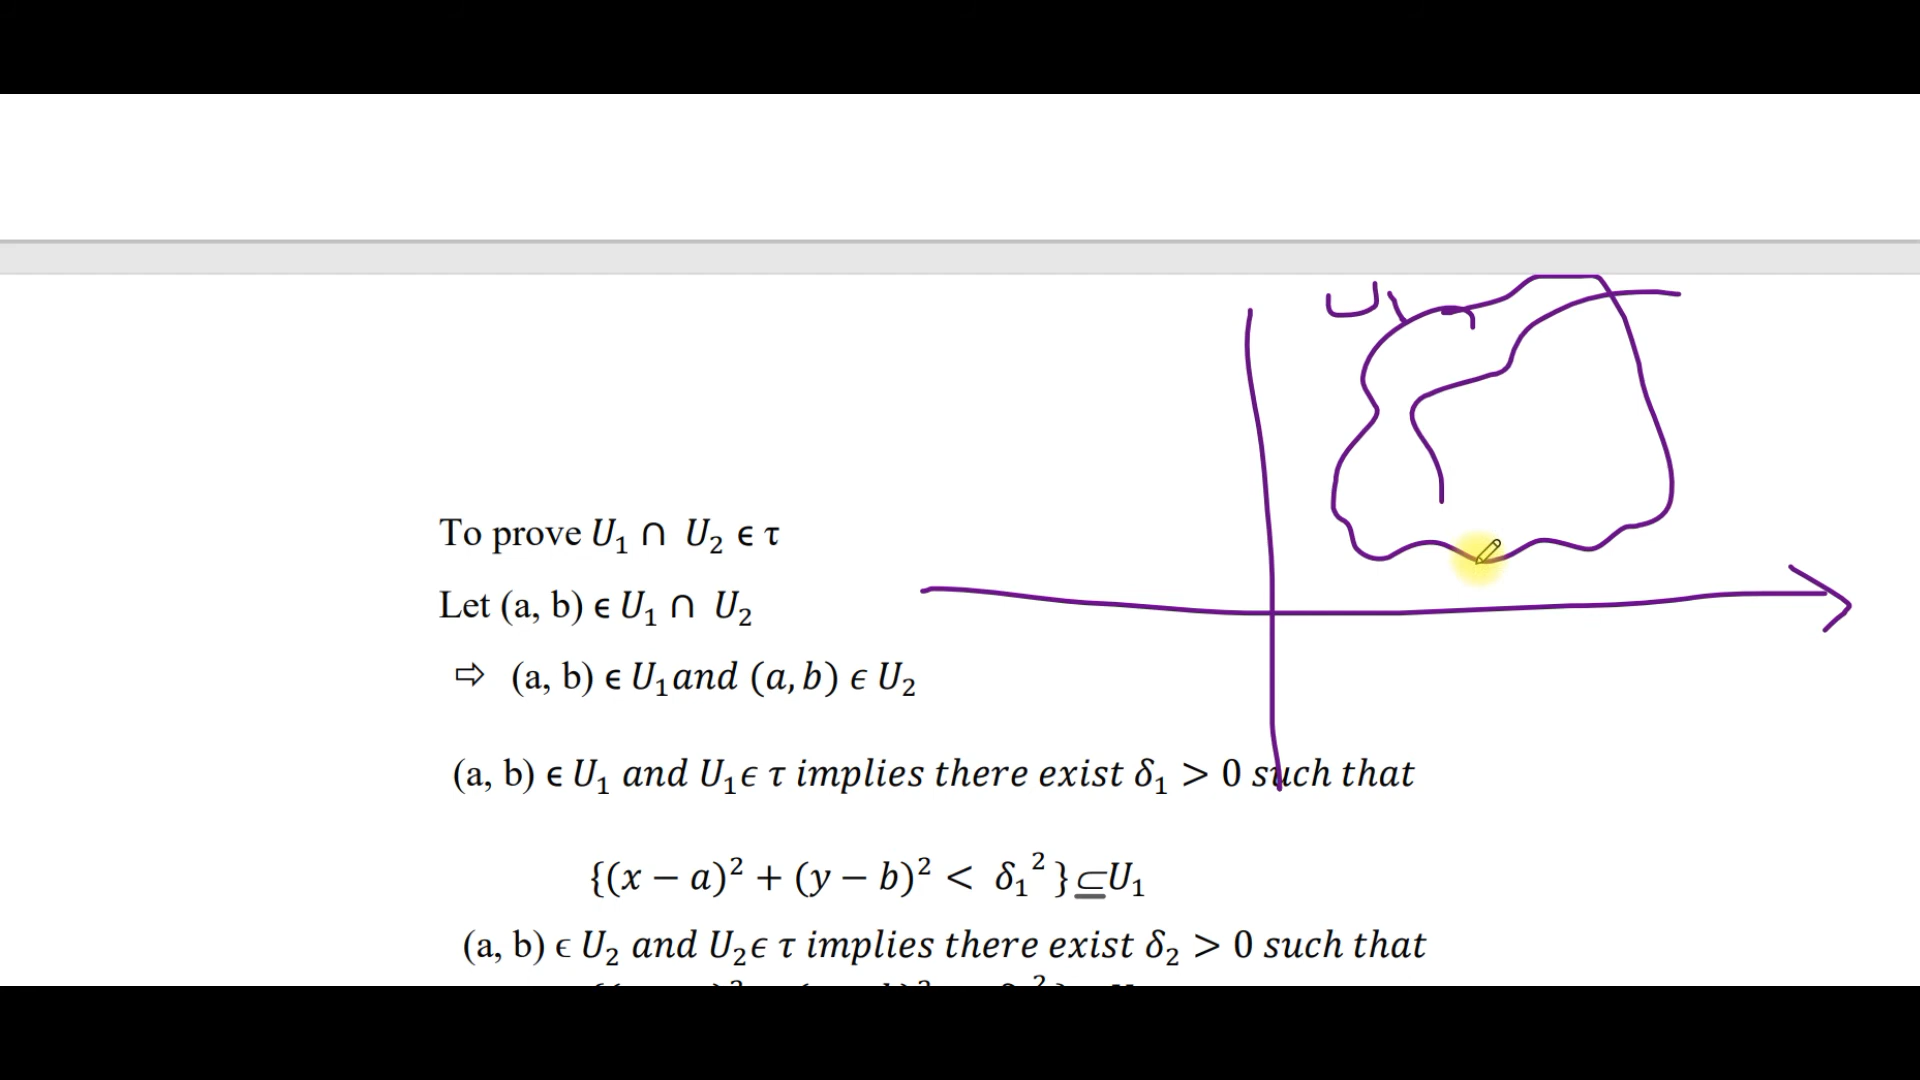 U₁
To prove U₁ ∩ U₂ ϵ τ
Let (a, b) ϵ U₁ ∩ U₂
⇨ (a, b) ϵ U₁and (a, b) ϵ U₂
(a, b) ϵ U₁ and U₁ϵ τ implies there exist δ₁ > 0 such that
{(x − a)² + (y − b)² < δ₁²}⊆U₁
(a, b) ϵ U₂ and U₂ϵ τ implies there exist δ₂ > 0 such that